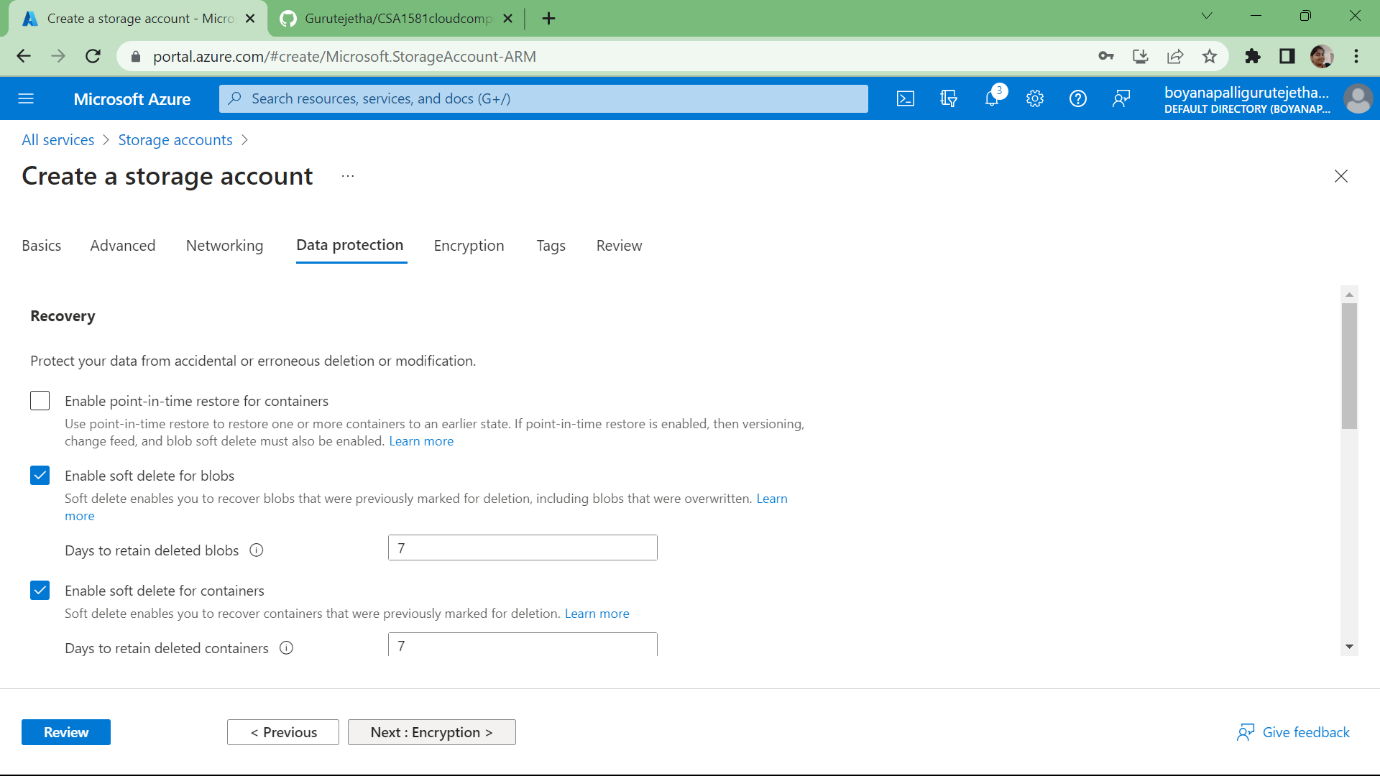 Create a storage account - Micro
Gurutejetha/CSA1581cloudcomp
portal.azure.com/#create/Microsoft.StorageAccount-ARM
Microsoft Azure
Search resources, services, and docs (G+/)
3
boyanapalligurutejetha...
DEFAULT DIRECTORY (BOYANAP...
All services > Storage accounts >
Create a storage account ...
Basics Advanced Networking Data protection Encryption Tags Review
Recovery
Protect your data from accidental or erroneous deletion or modification.
Enable point-in-time restore for containers
Use point-in-time restore to restore one or more containers to an earlier state. If point-in-time restore is enabled, then versioning,
change feed, and blob soft delete must also be enabled. Learn more
Enable soft delete for blobs
Soft delete enables you to recover blobs that were previously marked for deletion, including blobs that were overwritten. Learn
more
Days to retain deleted blobs 7
Enable soft delete for containers
Soft delete enables you to recover containers that were previously marked for deletion. Learn more
Days to retain deleted containers 7
Review < Previous Next : Encryption > Give feedback